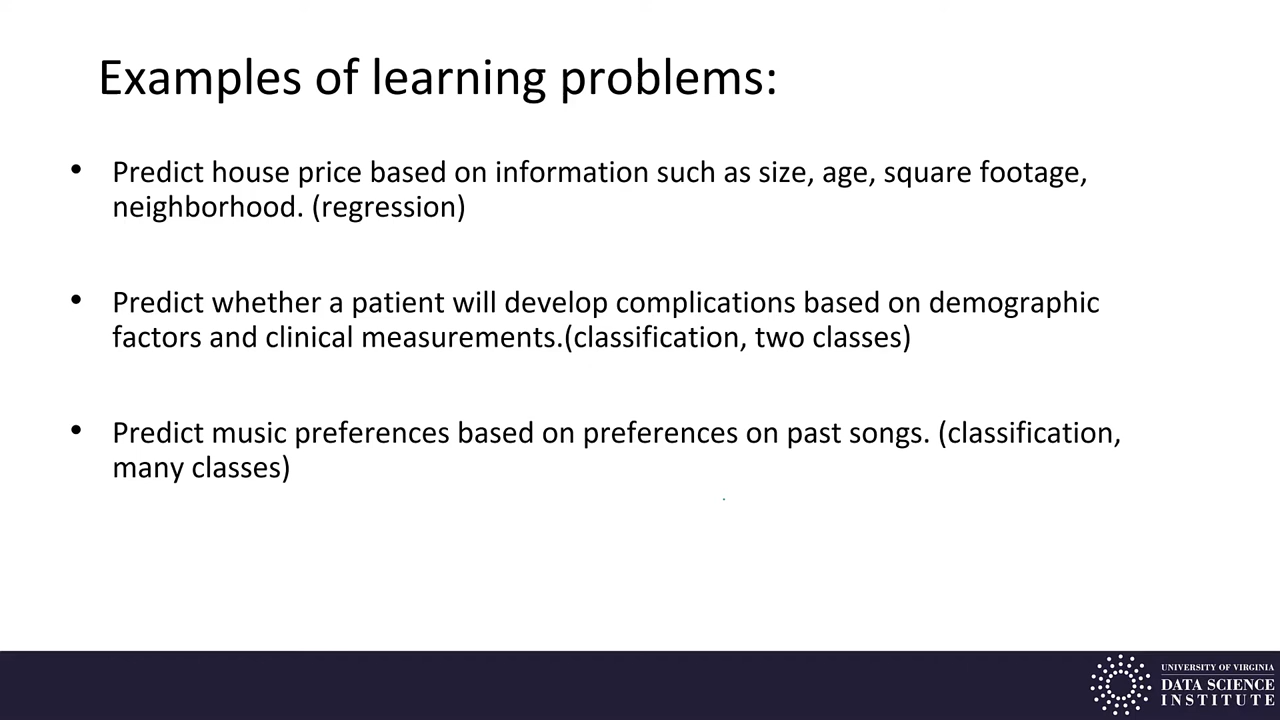 Examples of learning problems:
• Predict house price based on information such as size, age, square footage,
neighborhood. (regression)
• Predict whether a patient will develop complications based on demographic
factors and clinical measurements.(classification, two classes)
• Predict music preferences based on preferences on past songs. (classification,
many classes)
UNIVERSITY OF VIRGINIA
DATA SCIENCE
INSTITUTE